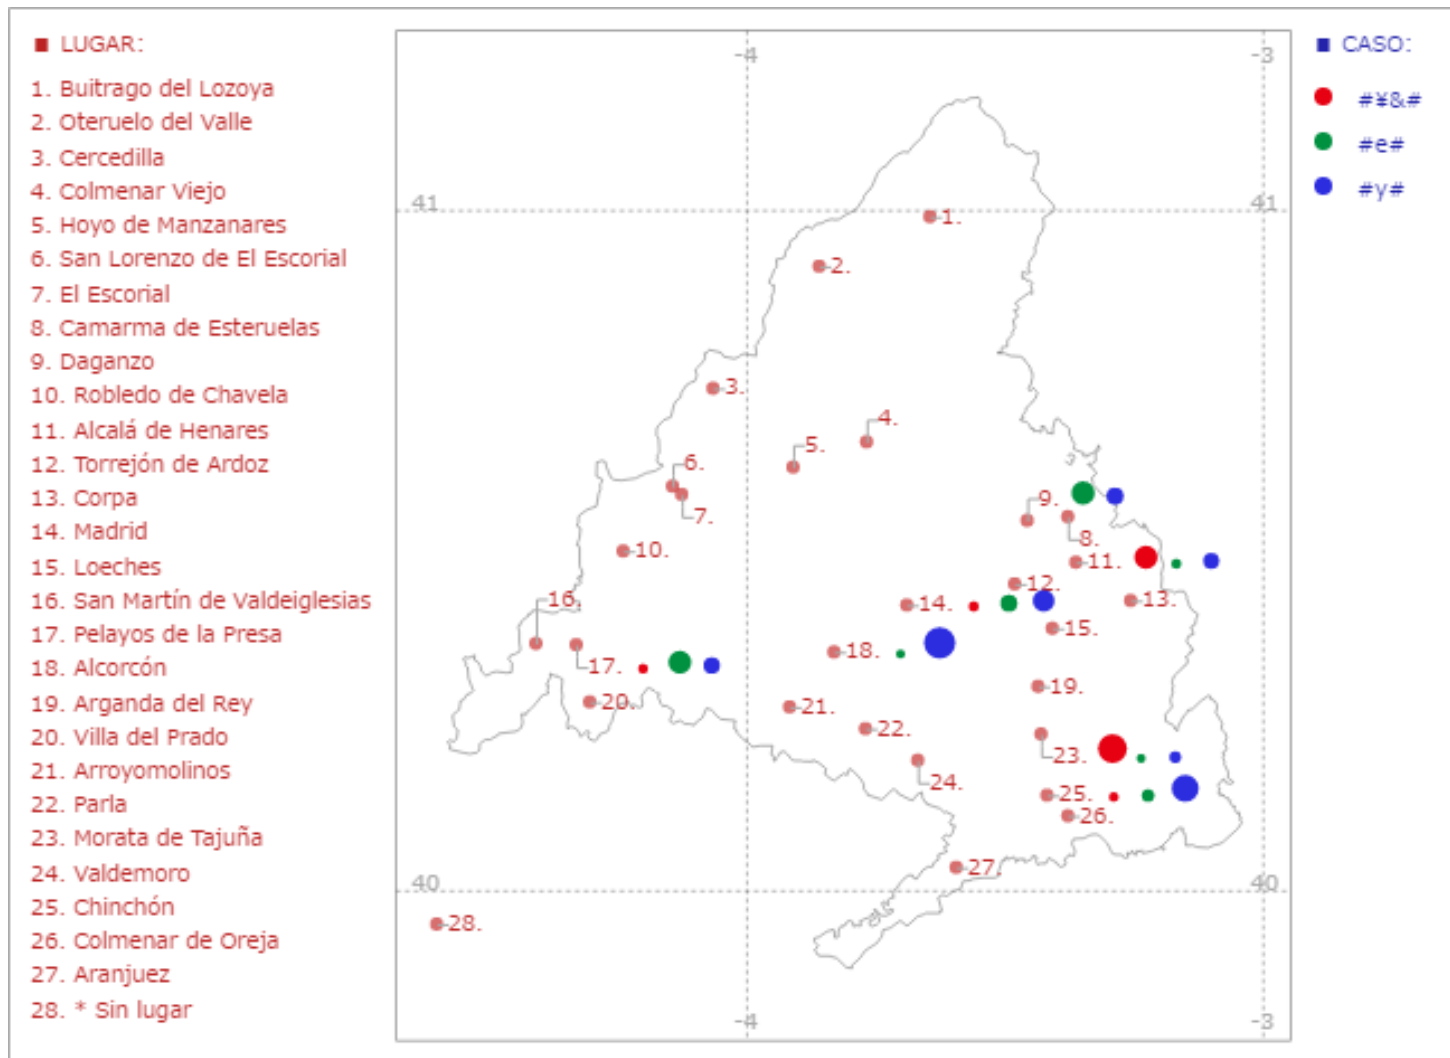 LUGAR:
1. Buitrago del Lozoya
2. Oteruelo del Valle
3. Cercedilla
4. Colmenar Viejo
5. Hoyo de Manzanares
6. San Lorenzo de El Escorial
7. El Escorial
8. Camarma de Esteruelas
9. Daganzo
10. Robledo de Chavela
11. Alcalá de Henares
12. Torrejón de Ardoz
13. Corpa
14. Madrid
15. Loeches
16. San Martín de Valdeiglesias
17. Pelayos de la Presa
18. Alcorcón
19. Arganda del Rey
20. Villa del Prado
21. Arroyomolinos
22. Parla
23. Morata de Tajuña
24. Valdemoro
25. Chinchón
26. Colmenar de Oreja
27. Aranjuez
28. * Sin lugar
-4
-3
41
41
1.
2.
3.
4.
5.
6.
7.
9.
8.
10.
11.
12.
13.
14.
15.
16.
17.
18.
19.
20.
21.
22.
23.
24.
25.
26.
27.
40
40
28.
-4
-3
CASO:
#¥&#
#e#
#y#